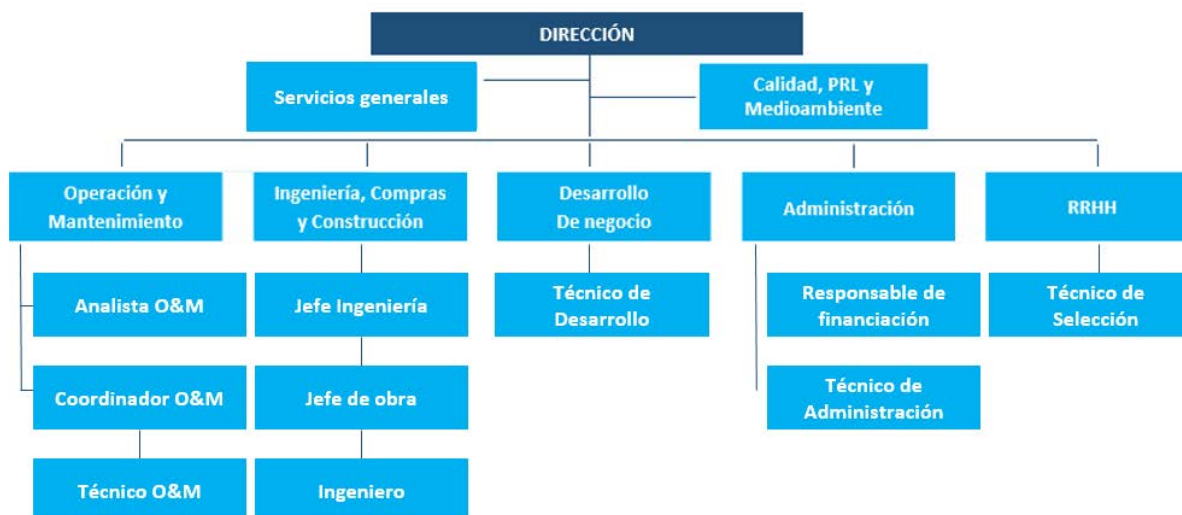 DIRECCIÓN
Servicios generales
Calidad, PRL y
Medioambiente
Operación y
Mantenimiento
Ingeniería, Compras
y Construcción
Desarrollo
De negocio
Administración
RRHH
Analista O&M
Jefe Ingeniería
Técnico de
Desarrollo
Responsable de
financiación
Técnico de
Selección
Coordinador O&M
Jefe de obra
Técnico de
Administración
Técnico O&M
Ingeniero